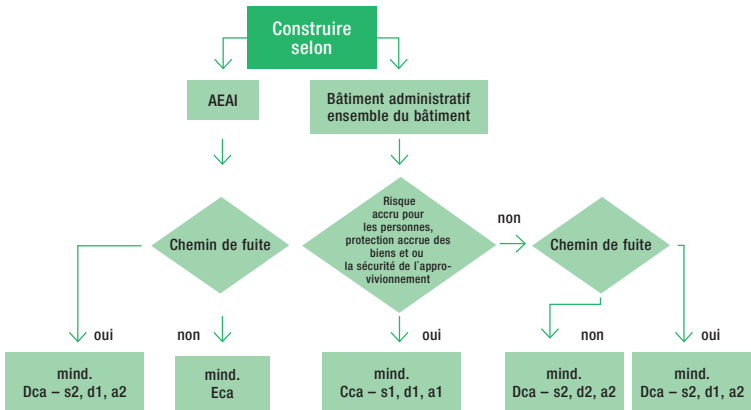 Construire
selon
AEAI
Bâtiment administratif
ensemble du bâtiment
Chemin de fuite
Risque
accru pour
les personnes,
protection accrue des
biens et ou
la sécurité de l`appro-
vivionnement
non
Chemin de fuite
oui
non
oui
non
oui
mind.
Dca – s2, d1, a2
mind.
Eca
mind.
Cca – s1, d1, a1
mind.
Dca – s2, d2, a2
mind.
Dca – s2, d1, a2